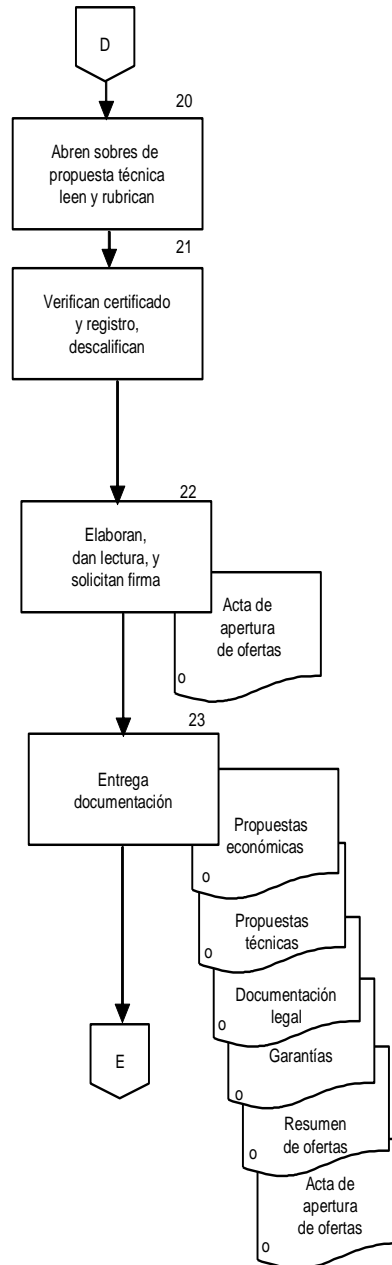 D
20
Abren sobres de
propuesta técnica
leen y rubrican
21
Verifican certificado
y registro,
descalifican
22
Elaboran,
dan lectura, y
solicitan firma
Acta de
apertura
de ofertas
o
23
Entrega
documentación
Propuestas
económicas
o
Propuestas
técnicas
o
Documentación
legal
o
Garantías
o
Resumen
de ofertas
o
Acta de
apertura
de ofertas
o
E